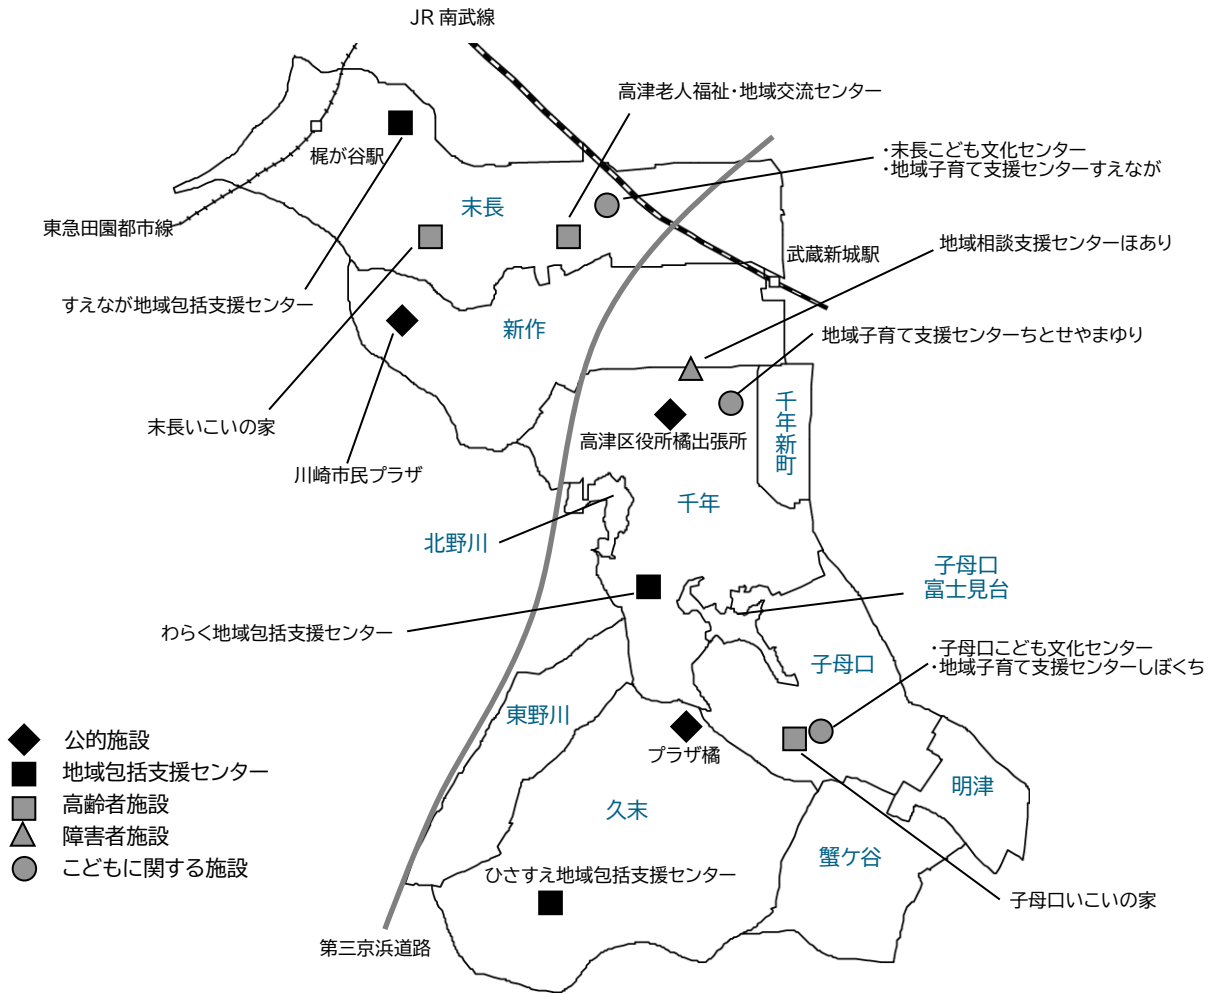 JR 南武線
高津老人福祉・地域交流センター
・末長こども文化センター
・地域子育て支援センターすえなが
梶が谷駅
末長
東急田園都市線
地域相談支援センターほあり
武蔵新城駅
すえなが地域包括支援センター
新作
地域子育て支援センターちとせやまゆり
千年新町
末長いこいの家
高津区役所橘出張所
川崎市民プラザ
千年
北野川
子母口
富士見台
わらく地域包括支援センター
子母口
・子母口こども文化センター
・地域子育て支援センターしぼくち
東野川
プラザ橘
明津
久末
蟹ケ谷
ひさすえ地域包括支援センター
子母口いこいの家
第三京浜道路
公的施設
地域包括支援センター
高齢者施設
障害者施設
こどもに関する施設